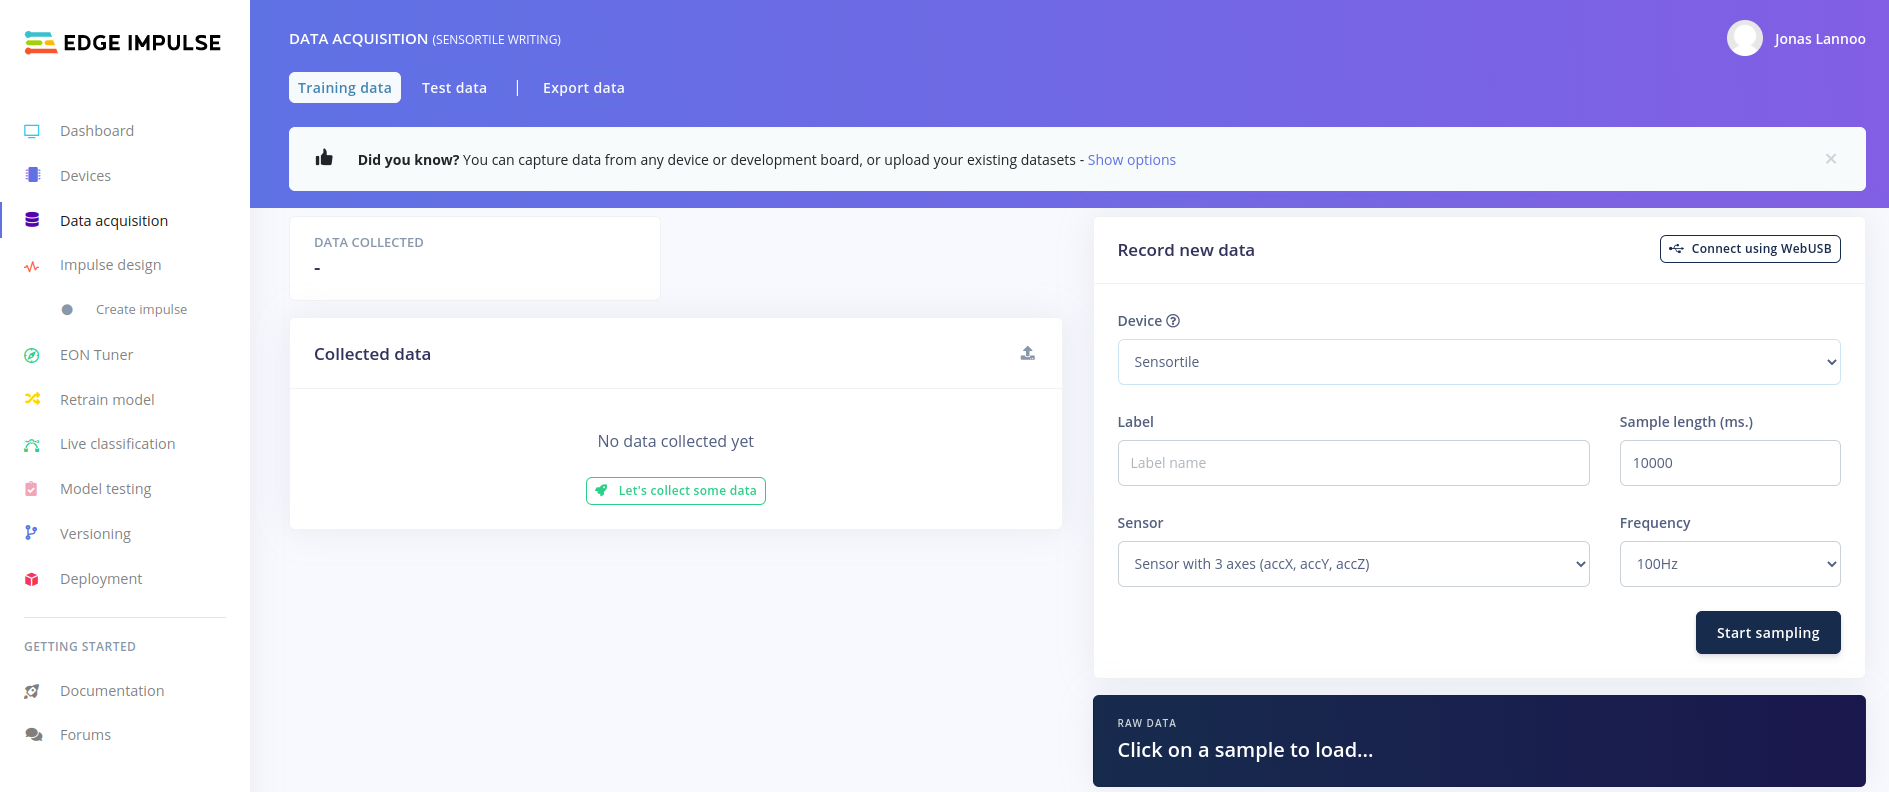 EDGE IMPULSE
Dashboard
Devices
Data acquisition
Impulse design
Create impulse
EON Tuner
Retrain model
Live classification
Model testing
Versioning
Deployment
GETTING STARTED
Documentation
Forums
DATA ACQUISITION (SENSORTILE WRITING)
Jonas Lannoo
Training data Test data | Export data
Did you know? You can capture data from any device or development board, or upload your existing datasets - Show options ×
DATA COLLECTED
-
Collected data
No data collected yet
Let's collect some data
Record new data
Connect using WebUSB
Device ?
Sensortile
Label Sample length (ms.)
Label name 10000
Sensor Frequency
Sensor with 3 axes (accX, accY, accZ) 100Hz
Start sampling
RAW DATA
Click on a sample to load...